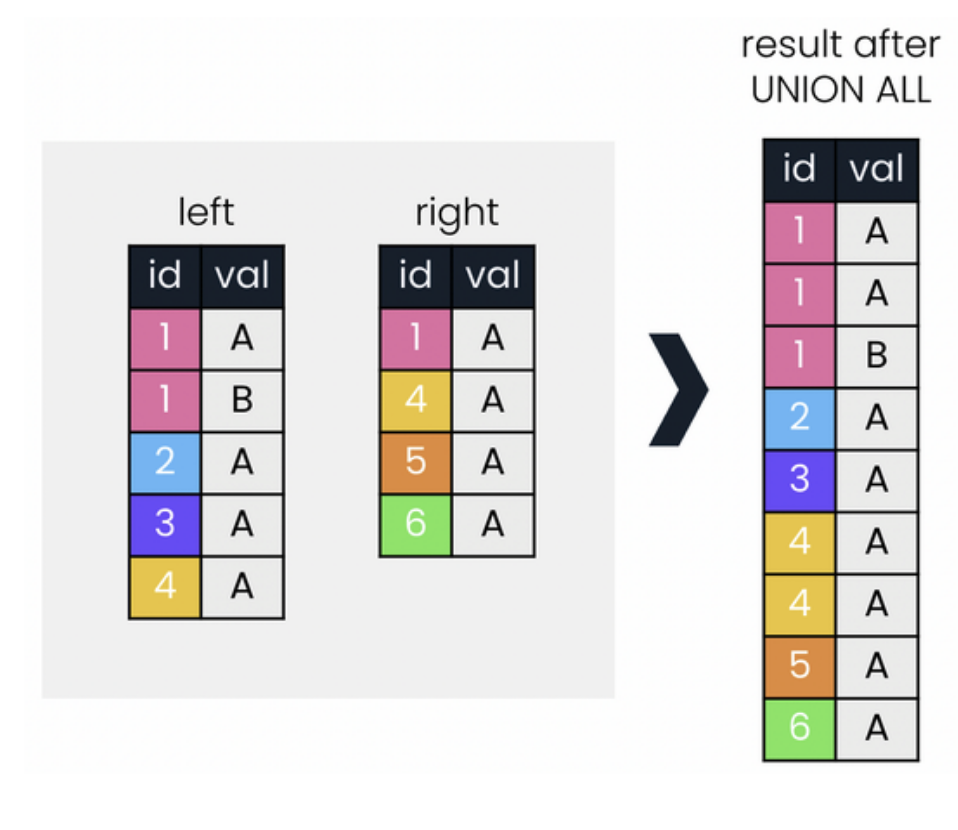 result after
UNION ALL
left
id val
1 A
1 B
2 A
3 A
4 A
right
id val
1 A
4 A
5 A
6 A
id val
1 A
1 A
1 B
2 A
3 A
4 A
4 A
5 A
6 A